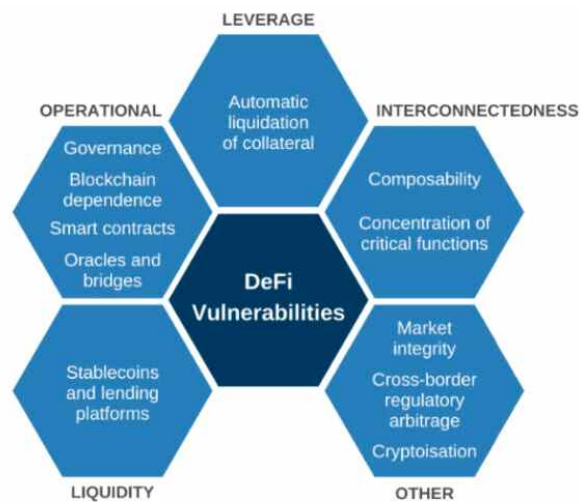 LEVERAGE
Automatic
liquidation
of collateral
OPERATIONAL
Governance
Blockchain
dependence
Smart contracts
Oracles and
bridges
INTERCONNECTEDNESS
Composability
Concentration of
critical functions
DeFi
Vulnerabilities
Stablecoins
and lending
platforms
LIQUIDITY
Market
integrity
Cross-border
regulatory
arbitrage
Cryptoisation
OTHER